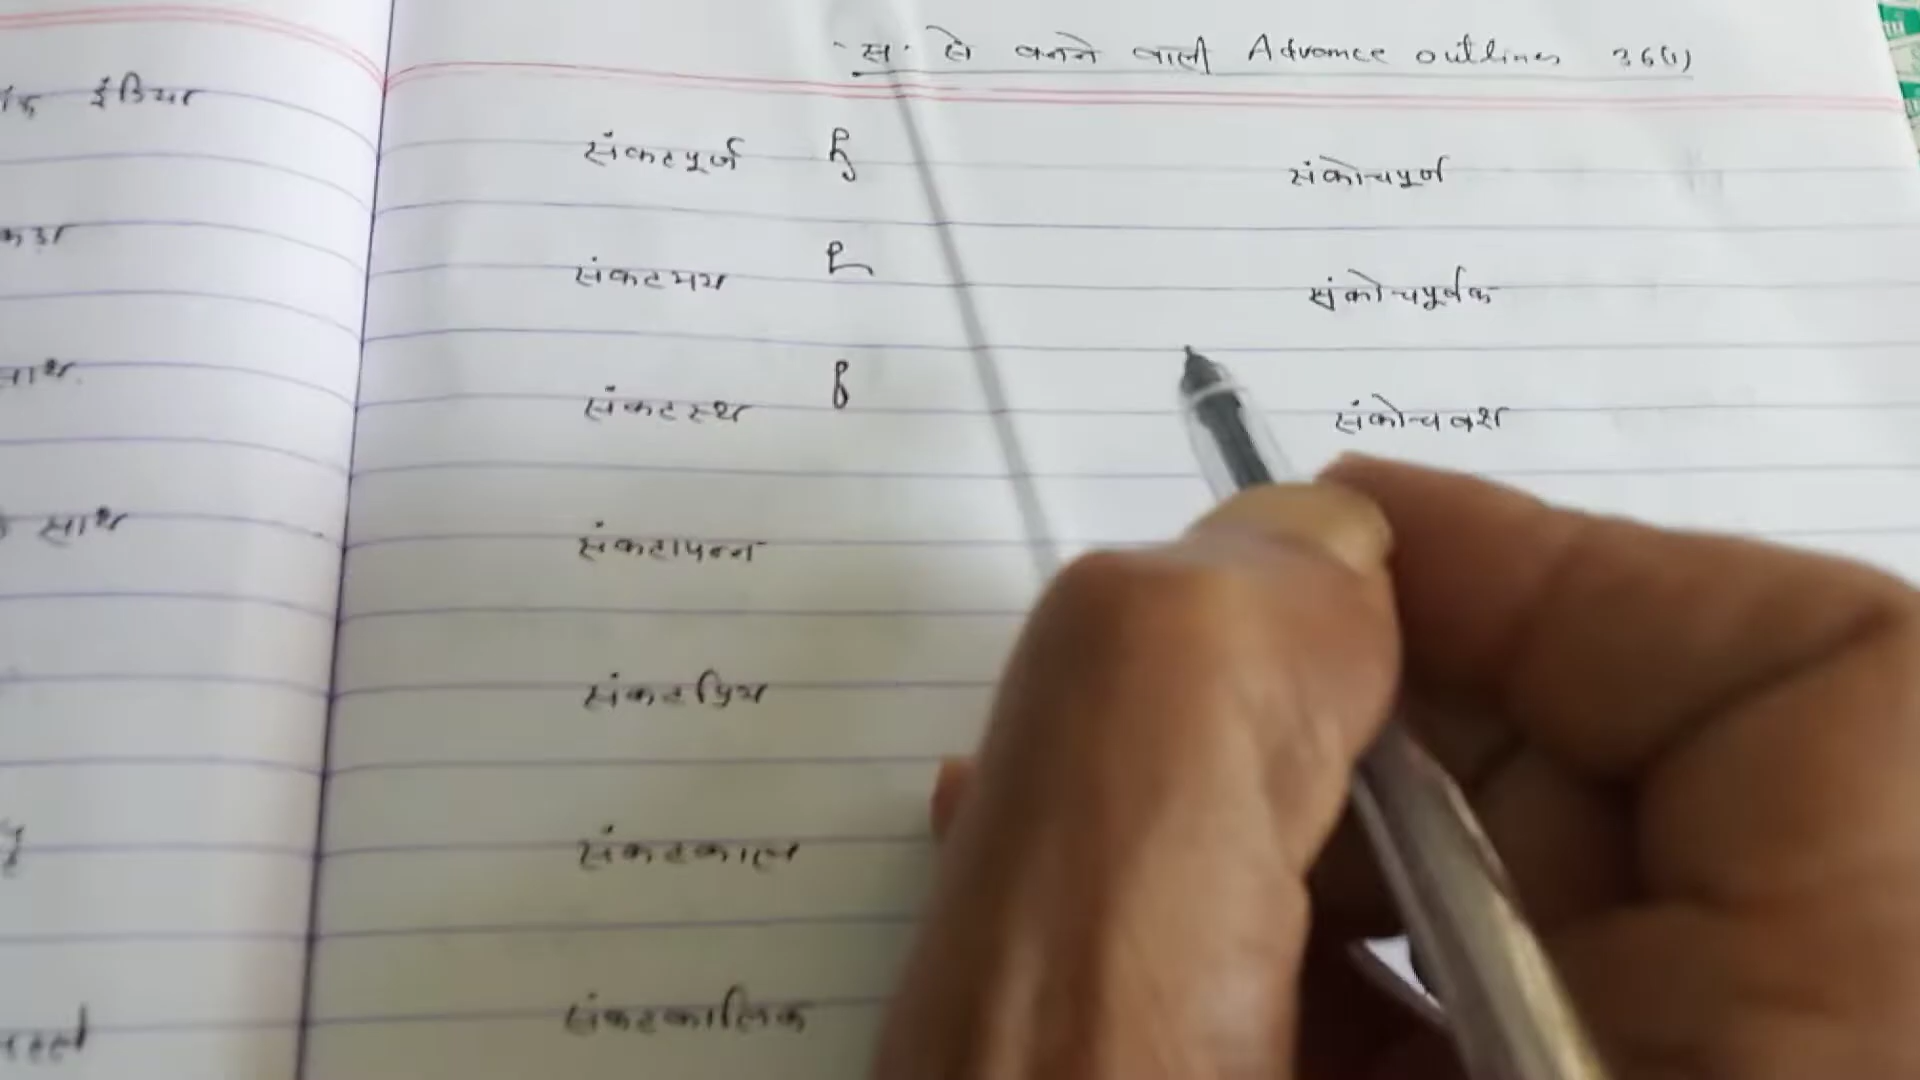 "स" से बनने वाली Advance outlines 36(1)
संकटपूर्ण
संकटमय
संकटस्थ
संकटापन्न
संकटप्रिय
संकटकाल
संकटकालिक
संकोचपूर्ण
संकोचपूर्वक
संकोचवश
इंडिया
साथ